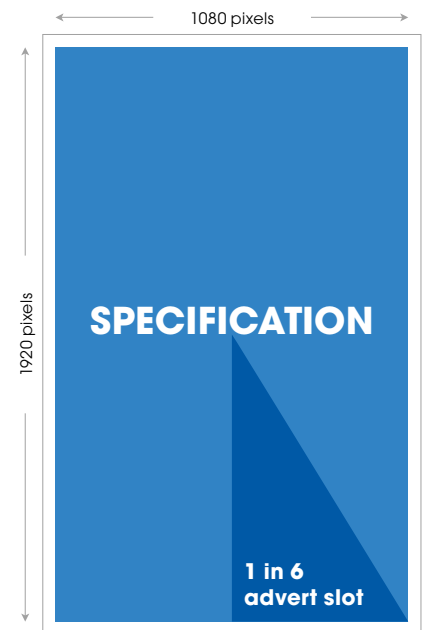 1080 pixels
1920 pixels
SPECIFICATION
1 in 6
advert slot